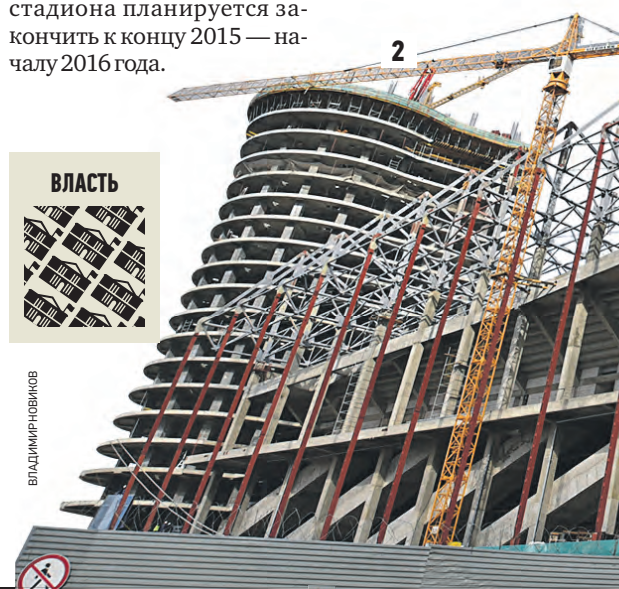 стадиона планируется за-
кончить к концу 2015 — на-
чалу 2016 года.
2
ВЛАСТЬ
ВЛАДИМИР НОВИКОВ